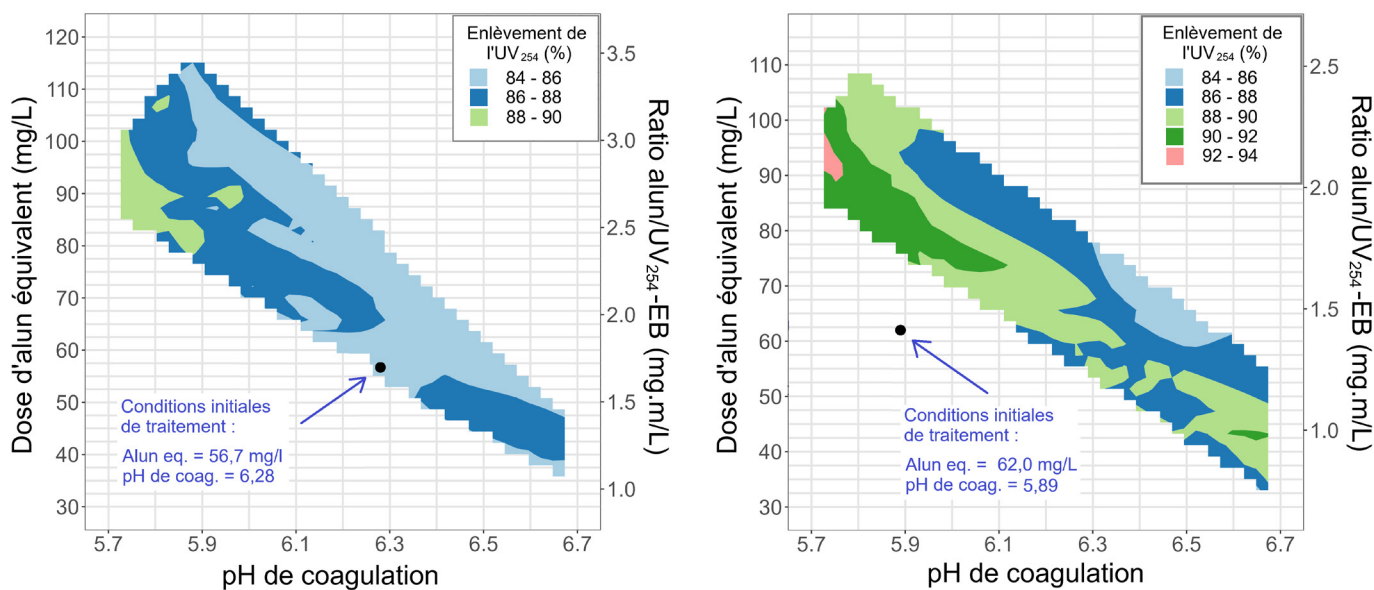 Enlèvement de
l'UV₂₅₄ (%)
84 - 86
86 - 88
88 - 90
Dose d'alun équivalent (mg/L)
120
110
100
90
80
70
60
50
40
30
3.5
3.0
2.5
2.0
1.5
1.0
Ratio alun/UV₂₅₄-EB (mg.m/L)
Conditions initiales
de traitement :
Alun eq. = 56,7 mg/l
pH de coag. = 6,28
5.7 5.9 6.1 6.3 6.5 6.7
pH de coagulation
Enlèvement de
l'UV₂₅₄ (%)
84 - 86
86 - 88
88 - 90
90 - 92
92 - 94
Dose d'alun équivalent (mg/L)
110
100
90
80
70
60
50
40
30
2.5
2.0
1.5
1.0
Ratio alun/UV₂₅₄-EB (mg.m/L)
Conditions initiales
de traitement :
Alun eq. = 62,0 mg/L
pH de coag. = 5,89
5.7 5.9 6.1 6.3 6.5 6.7
pH de coagulation